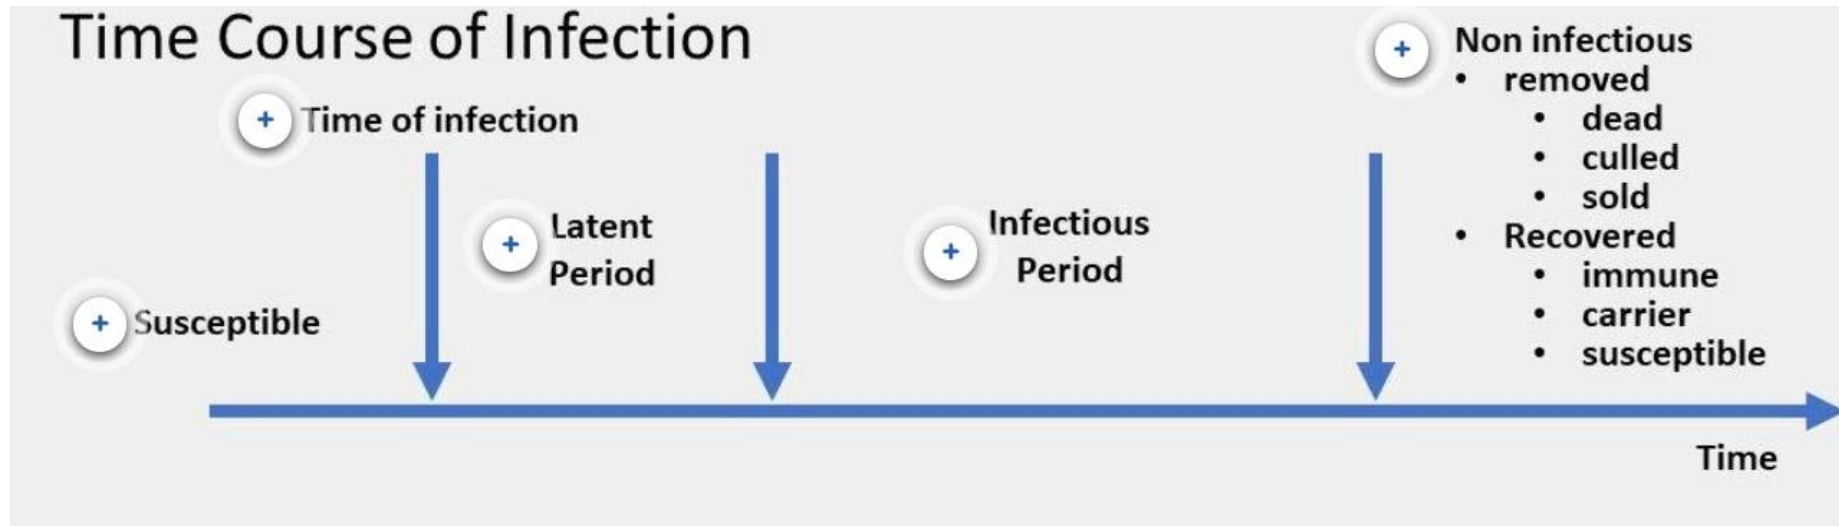 Time Course of Infection
Time of infection
Latent
Period
Susceptible
Infectious
Period
Non infectious
• removed
• dead
• culled
• sold
• Recovered
• immune
• carrier
• susceptible
Time